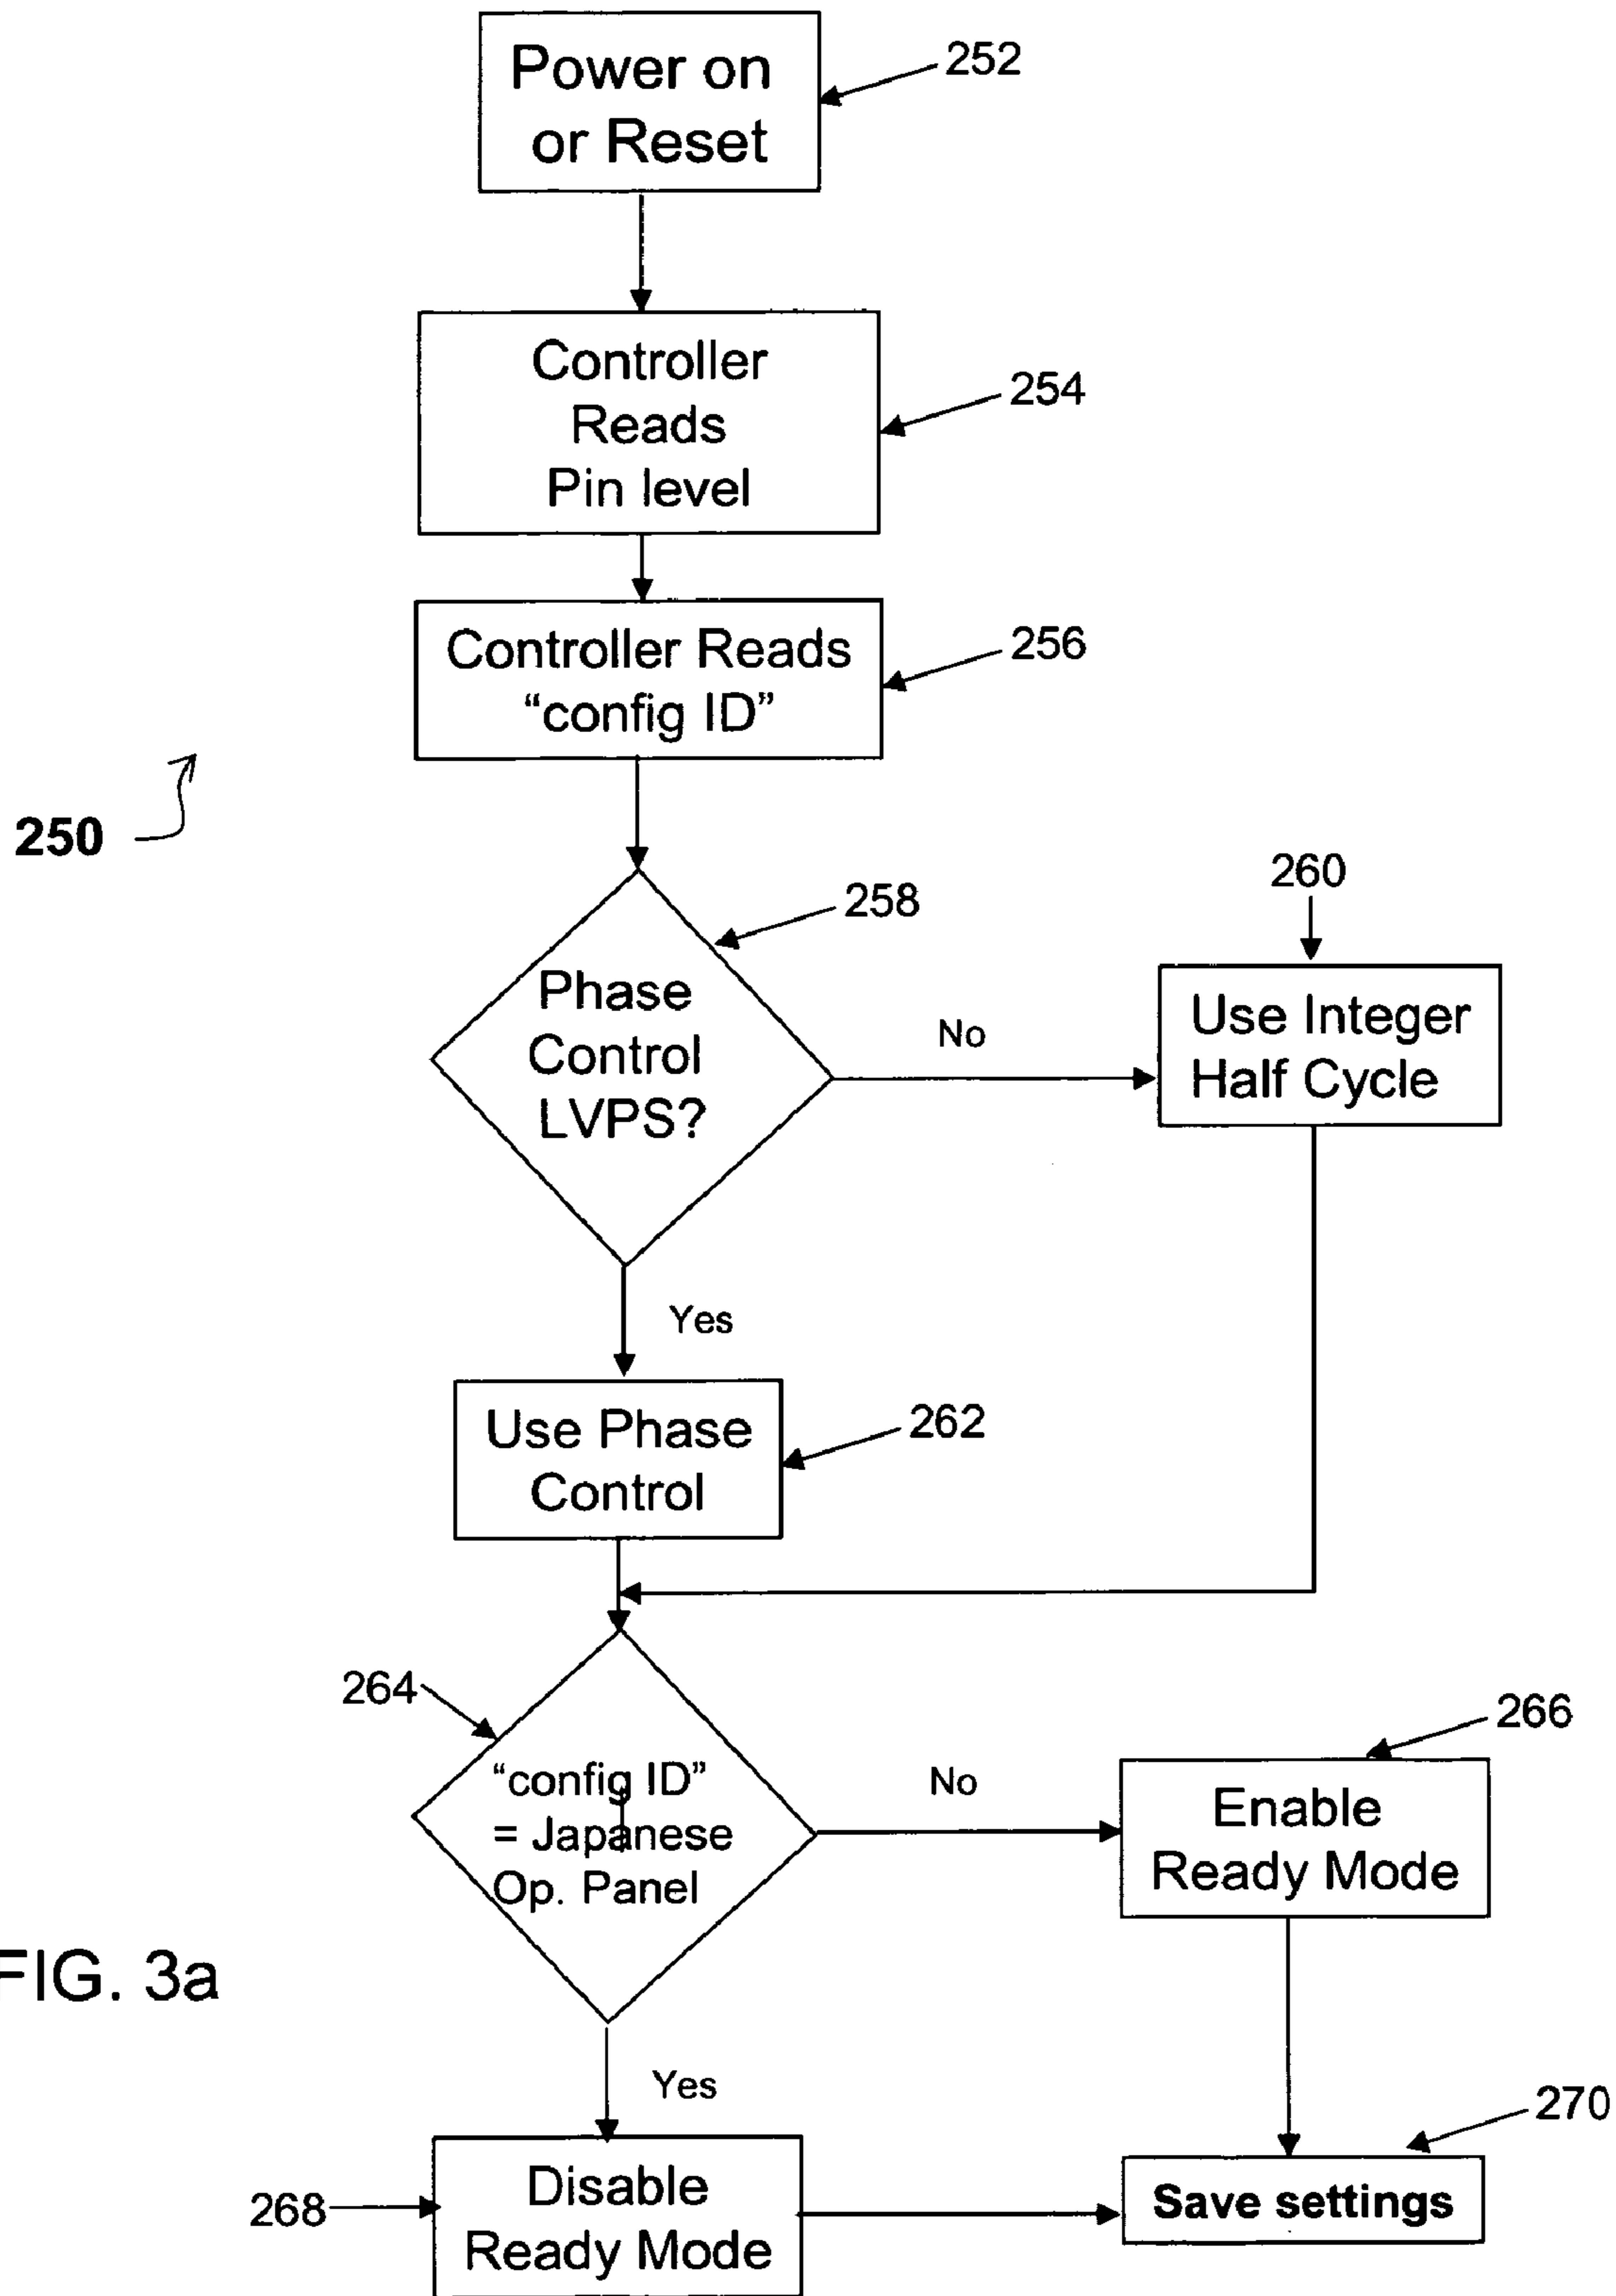 Power on
or Reset
252
Controller
Reads
Pin level
254
Controller Reads
“config ID”
256
250
258
Phase
Control
LVPS?
No
260
Use Integer
Half Cycle
Yes
Use Phase
Control
262
264
“config ID”
= Japanese
Op. Panel
No
266
Enable
Ready Mode
FIG. 3a
Yes
268
Disable
Ready Mode
270
Save settings